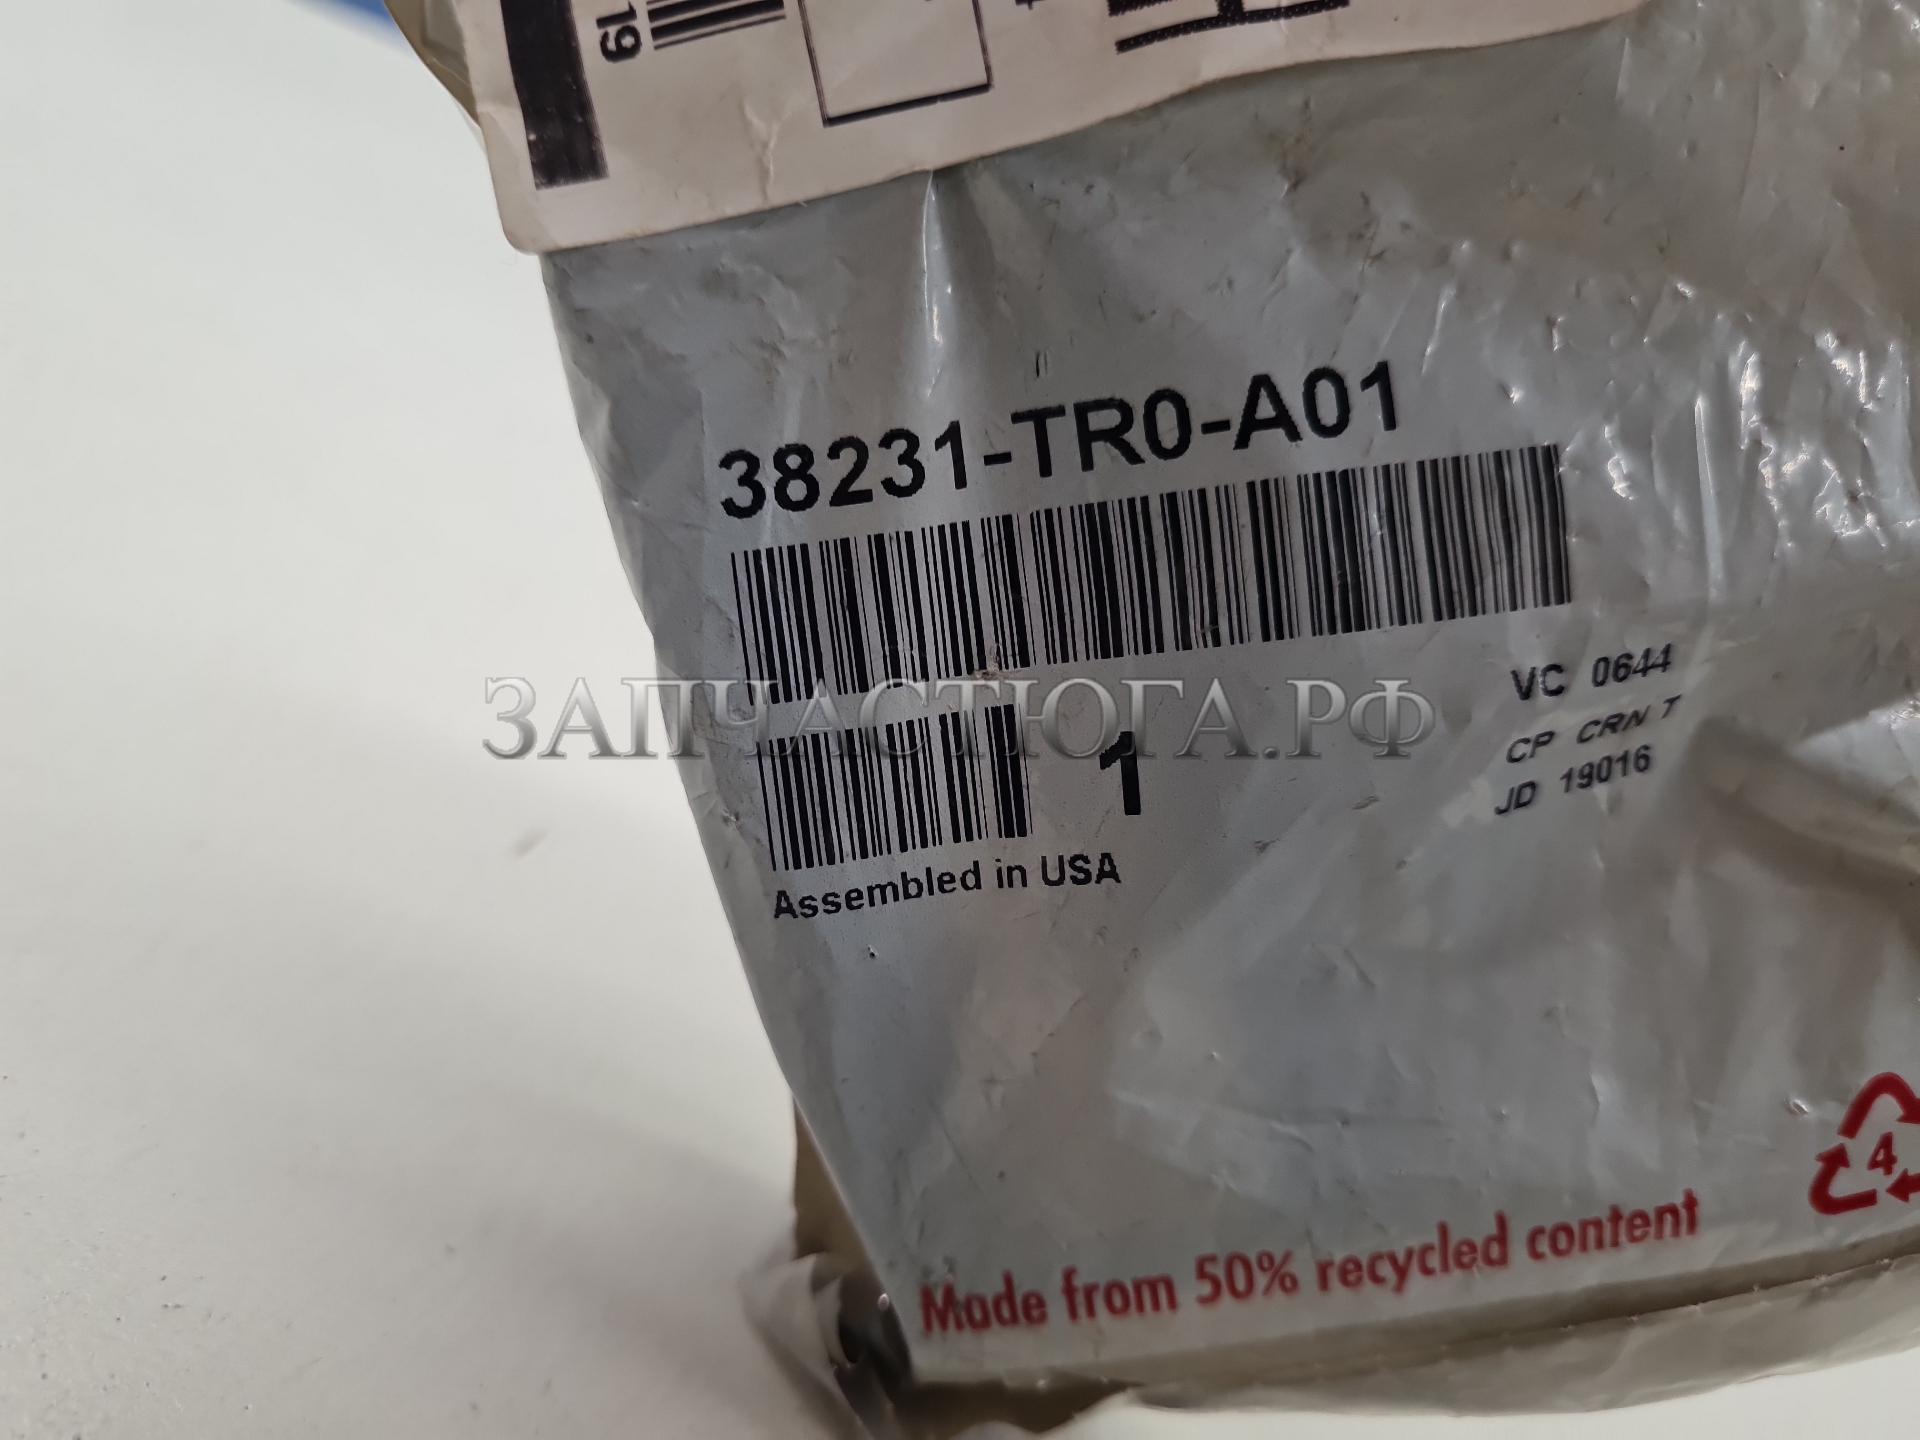 19
38231-TR0-A01
ЗАПЧАСТЮГА.РФ
1
VC 0644
CP CRN T
JD 19016
Assembled in USA
4
Made from 50% recycled content